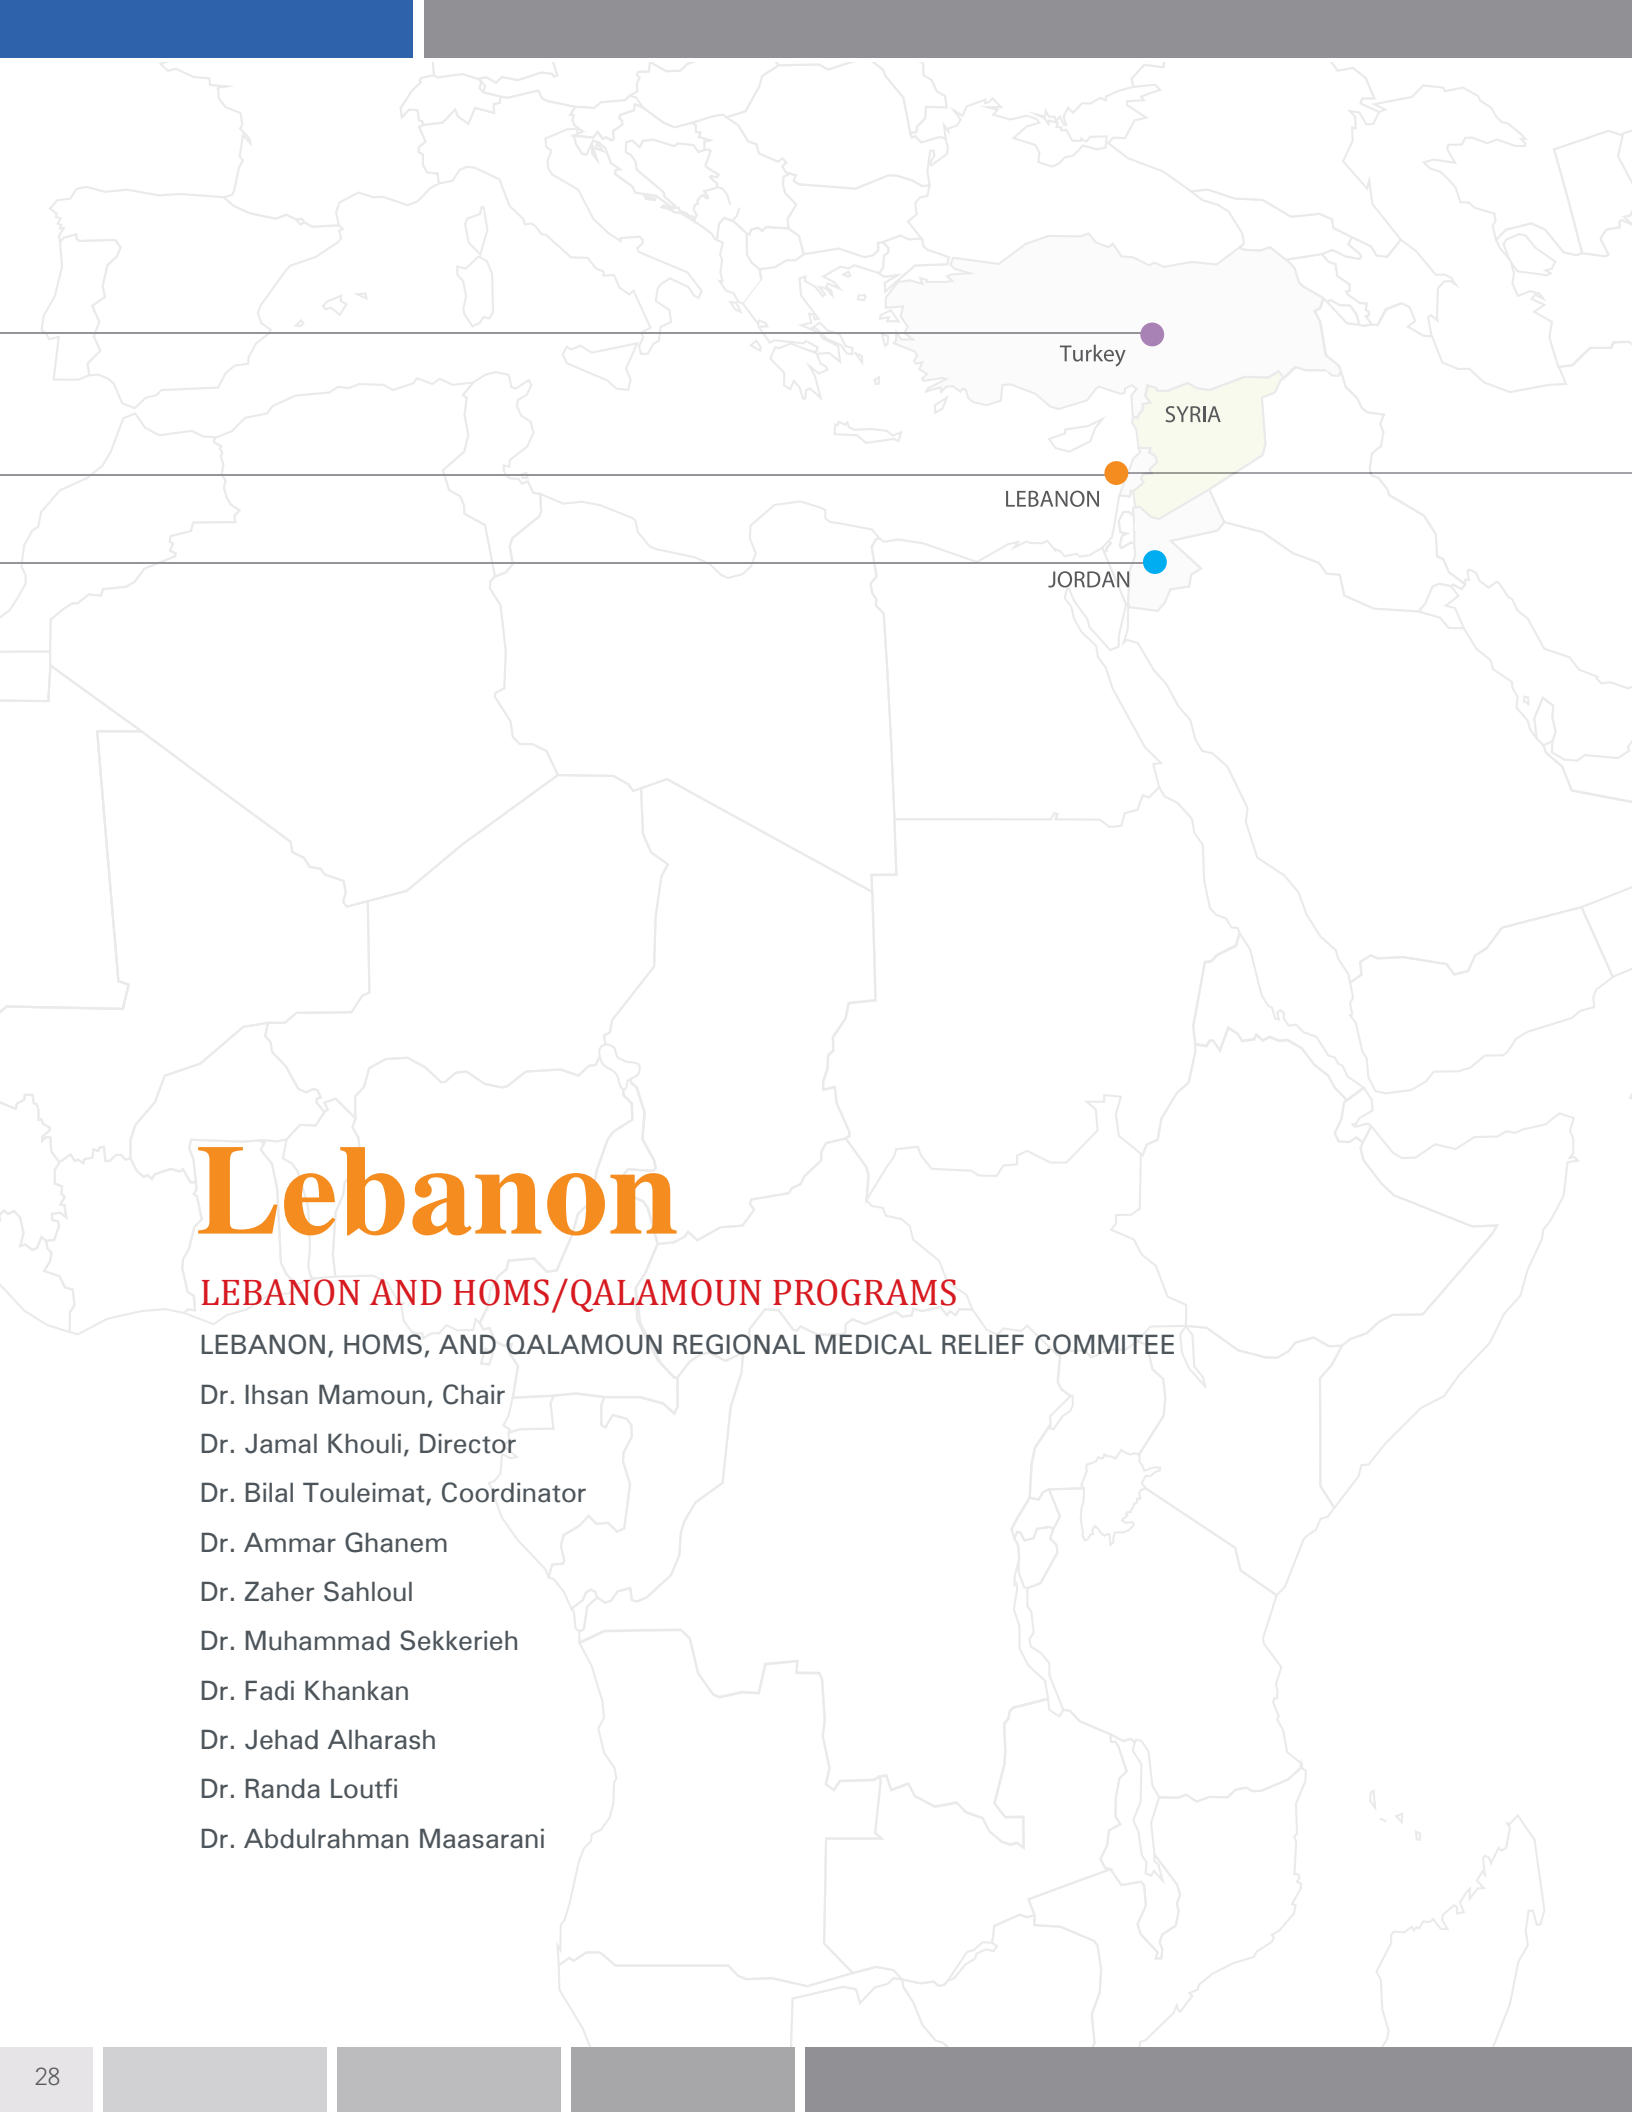 Turkey
SYRIA
LEBANON
JORDAN
Lebanon
LEBANON AND HOMS/QALAMOUN PROGRAMS
LEBANON, HOMS, AND QALAMOUN REGIONAL MEDICAL RELIEF COMMITEE
Dr. Ihsan Mamoun, Chair
Dr. Jamal Khouli, Director
Dr. Bilal Touleimat, Coordinator
Dr. Ammar Ghanem
Dr. Zaher Sahloul
Dr. Muhammad Sekkerieh
Dr. Fadi Khankan
Dr. Jehad Alharash
Dr. Randa Loutfi
Dr. Abdulrahman Maasarani
28